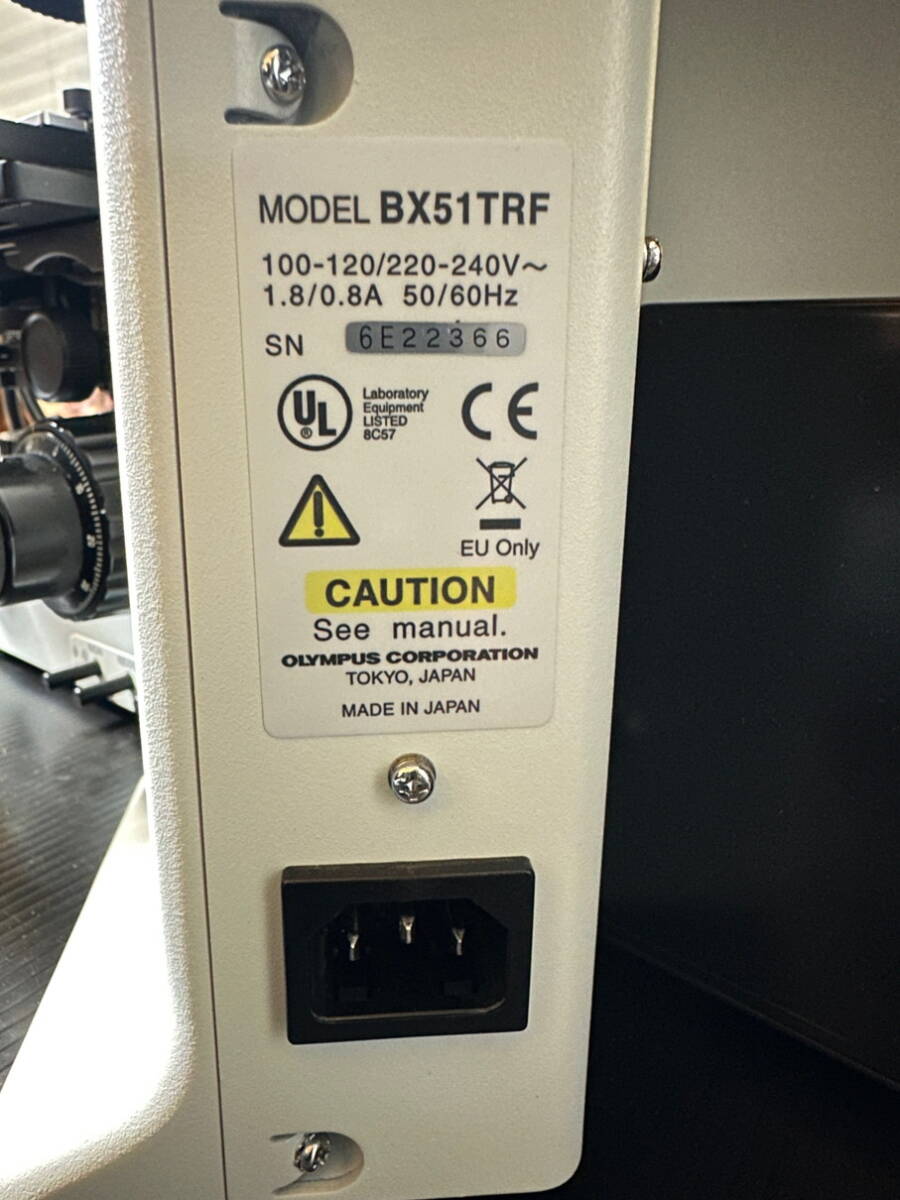 MODEL BX51TRF
100-120/220-240V～
1.8/0.8A 50/60Hz
SN 6E22366
UL® Laboratory
Equipment
LISTED
8C57
CE
EU Only
CAUTION
See manual.
OLYMPUS CORPORATION
TOKYO, JAPAN
MADE IN JAPAN